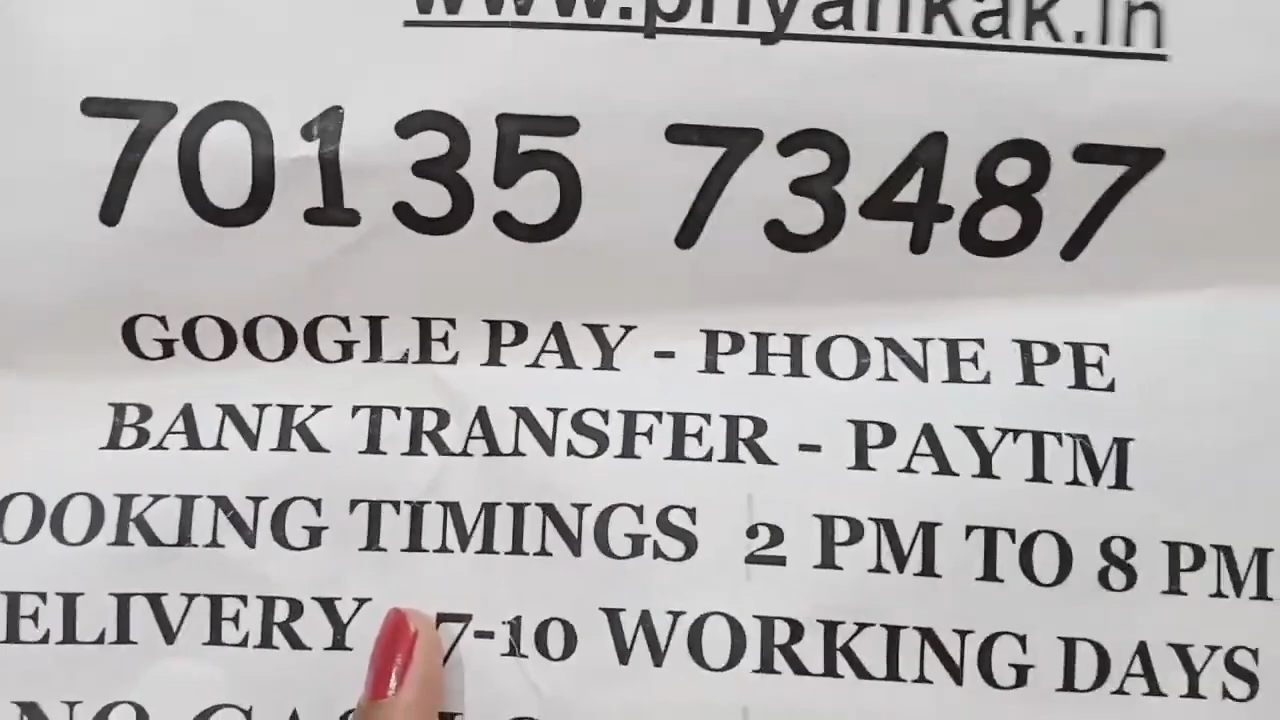 www.priyankak.in
70135 73487
GOOGLE PAY - PHONE PE
BANK TRANSFER - PAYTM
OOKING TIMINGS 2 PM TO 8 PM
ELIVERY 7-10 WORKING DAYS
NO